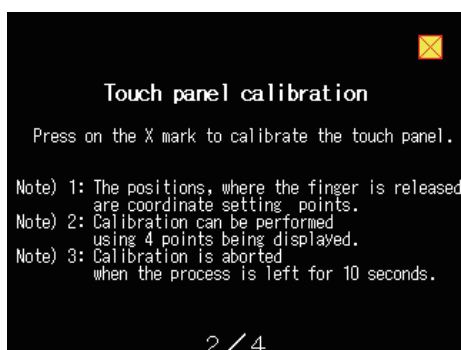 Touch panel calibration
Press on the X mark to calibrate the touch panel.
Note) 1: The positions, where the finger is released
are coordinate setting points.
Note) 2: Calibration can be performed
using 4 points being displayed.
Note) 3: Calibration is aborted
when the process is left for 10 seconds.
2/4